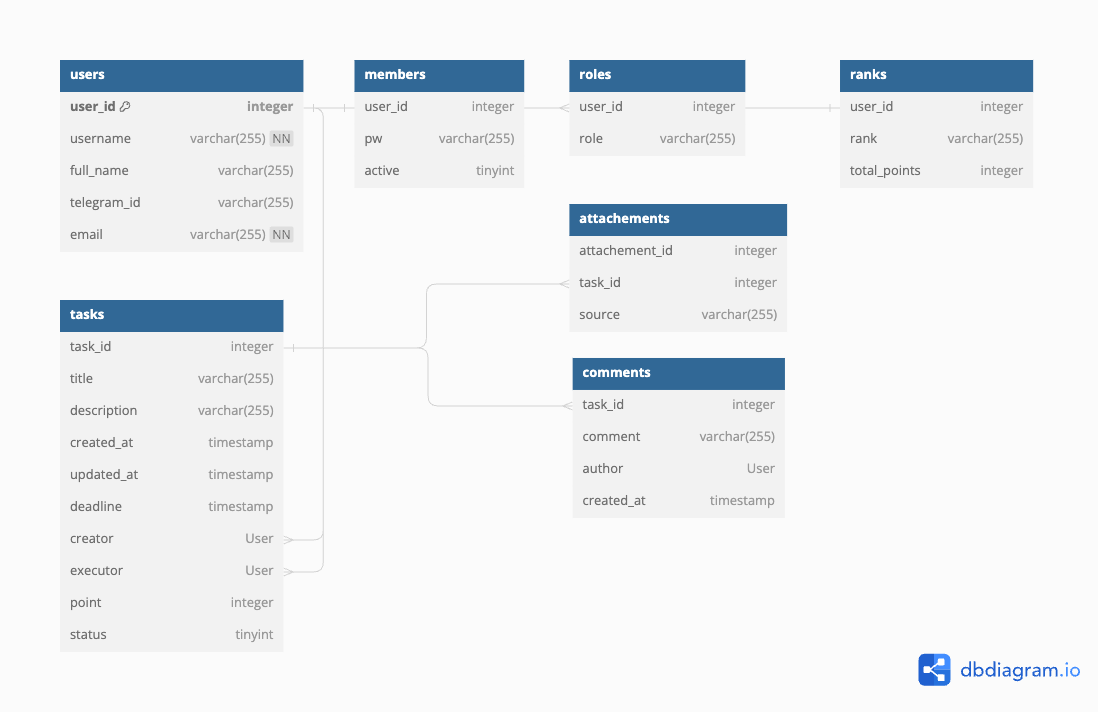 users
user_id integer
username varchar(255) NN
full_name varchar(255)
telegram_id varchar(255)
email varchar(255) NN
members
user_id integer
pw varchar(255)
active tinyint
roles
user_id integer
role varchar(255)
ranks
user_id integer
rank varchar(255)
total_points integer
attachements
attachement_id integer
task_id integer
source varchar(255)
tasks
task_id integer
title varchar(255)
description varchar(255)
created_at timestamp
updated_at timestamp
deadline timestamp
creator User
executor User
point integer
status tinyint
comments
task_id integer
comment varchar(255)
author User
created_at timestamp
dbdiagram.io